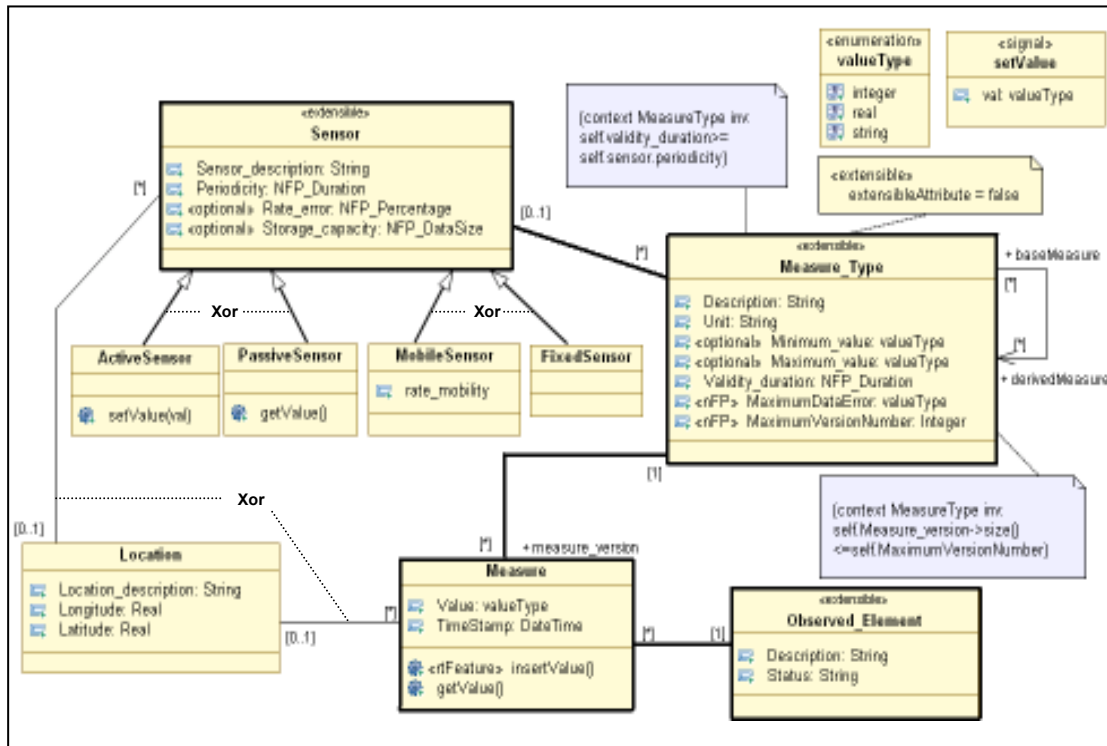 «enumeration»
valueType
integer
real
string
«signal»
setValue
val: valueType
(context MeasureType inv:
self.validity_duration>=
self.sensor.periodicity)
«extensible»
extensibleAttribute = false
«extensible»
Sensor
Sensor_description: String
Periodicity: NFP_Duration
«optional» Rate_error: NFP_Percentage
«optional» Storage_capacity: NFP_DataSize
[*]
[0..1]
[*]
Xor
Xor
ActiveSensor
setValue(val)
PassiveSensor
getValue()
MobileSensor
rate_mobility
FixedSensor
«extensible»
Measure_Type
Description: String
Unit: String
«optional» Minimum_value: valueType
«optional» Maximum_value: valueType
Validity_duration: NFP_Duration
«nFP» MaximumDataError: valueType
«nFP» MaximumVersionNumber: Integer
+ baseMeasure
[*]
[*]
+ derivedMeasure
[1]
(context MeasureType inv:
self.Measure_version->size()
<=self.MaximumVersionNumber)
Xor
[0..1]
Location
Location_description: String
Longitude: Real
Latitude: Real
[0..1]
[*]
[*]
+ measure_version
Measure
Value: valueType
TimeStamp: DateTime
«rtFeature» insertValue()
getValue()
[*]
[1]
«extensible»
Observed_Element
Description: String
Status: String